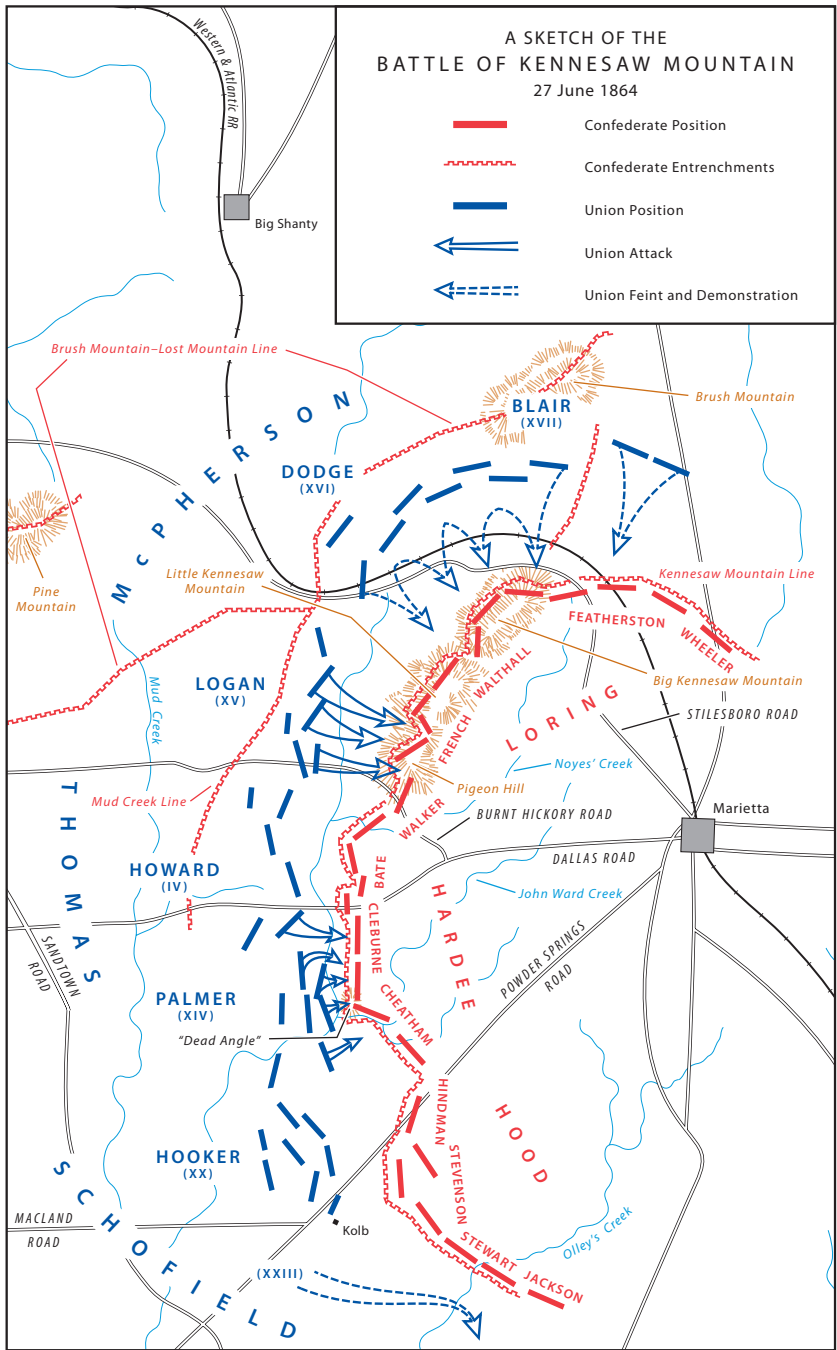 A SKETCH OF THE
BATTLE OF KENNESAW MOUNTAIN
27 June 1864
Confederate Position
Confederate Entrenchments
Union Position
Union Attack
Union Feint and Demonstration
Western & Atlantic RR
Big Shanty
Brush Mountain–Lost Mountain Line
Brush Mountain
BLAIR
(XVII)
McPHERSON
DODGE
(XVI)
Pine
Mountain
Little Kennesaw
Mountain
Kennesaw Mountain Line
FEATHERSTON
WHEELER
Big Kennesaw Mountain
LOGAN
(XV)
Mud
Creek
WALTHALL
FRENCH
LORING
STILESBORO ROAD
Noyes' Creek
Pigeon Hill
Mud Creek Line
WALKER
BURNT HICKORY ROAD
Marietta
THOMAS
HOWARD
(IV)
BATE
DALLAS ROAD
HARDEE
John Ward Creek
CLEBURNE
SANDTOWN
ROAD
POWDER SPRINGS
ROAD
PALMER
(XIV)
CHEATHAM
"Dead Angle"
HINDMAN
HOOD
HOOKER
(XX)
STEVENSON
SCHOFIELD
MACLAND
ROAD
Kolb
STEWART
JACKSON
Olley's Creek
(XXIII)